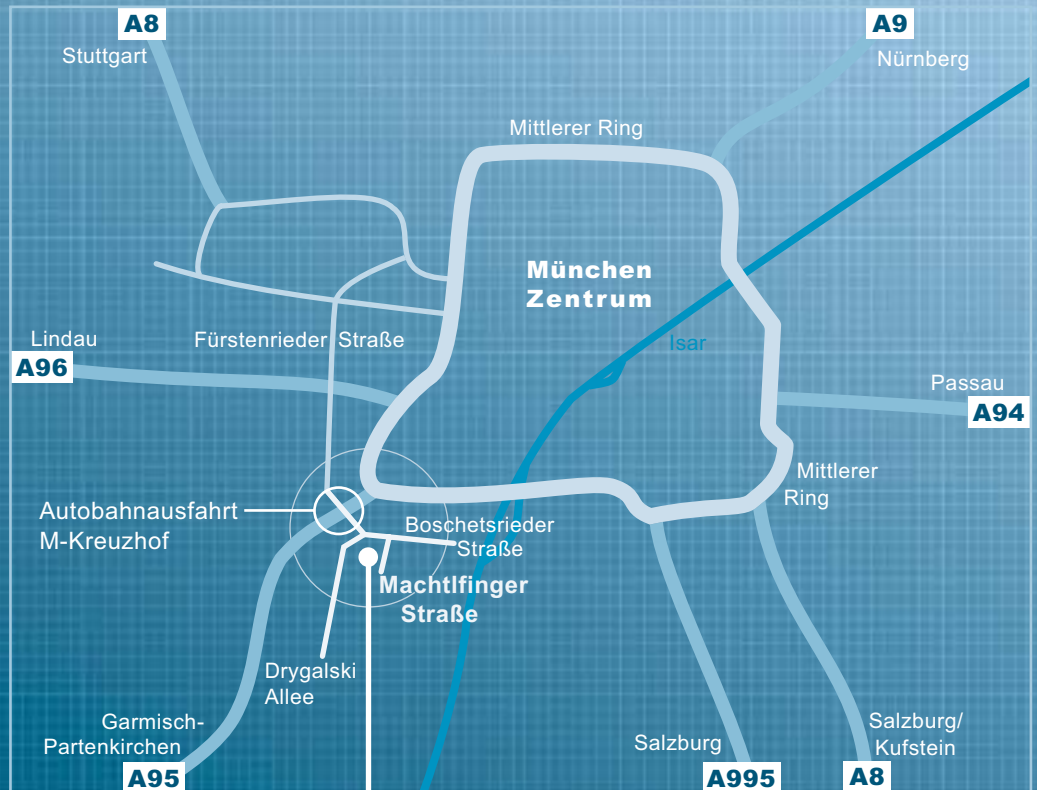 A8
Stuttgart
A9
Nürnberg
Mittlerer Ring
München
Zentrum
Isar
Lindau
A96
Fürstenrieder Straße
Passau
A94
Mittlerer
Ring
Autobahnausfahrt
M-Kreuzhof
Boschetsrieder
Straße
Machtlfinger
Straße
Drygalski
Allee
Garmisch-
Partenkirchen
A95
Salzburg
A995
Salzburg/
Kufstein
A8